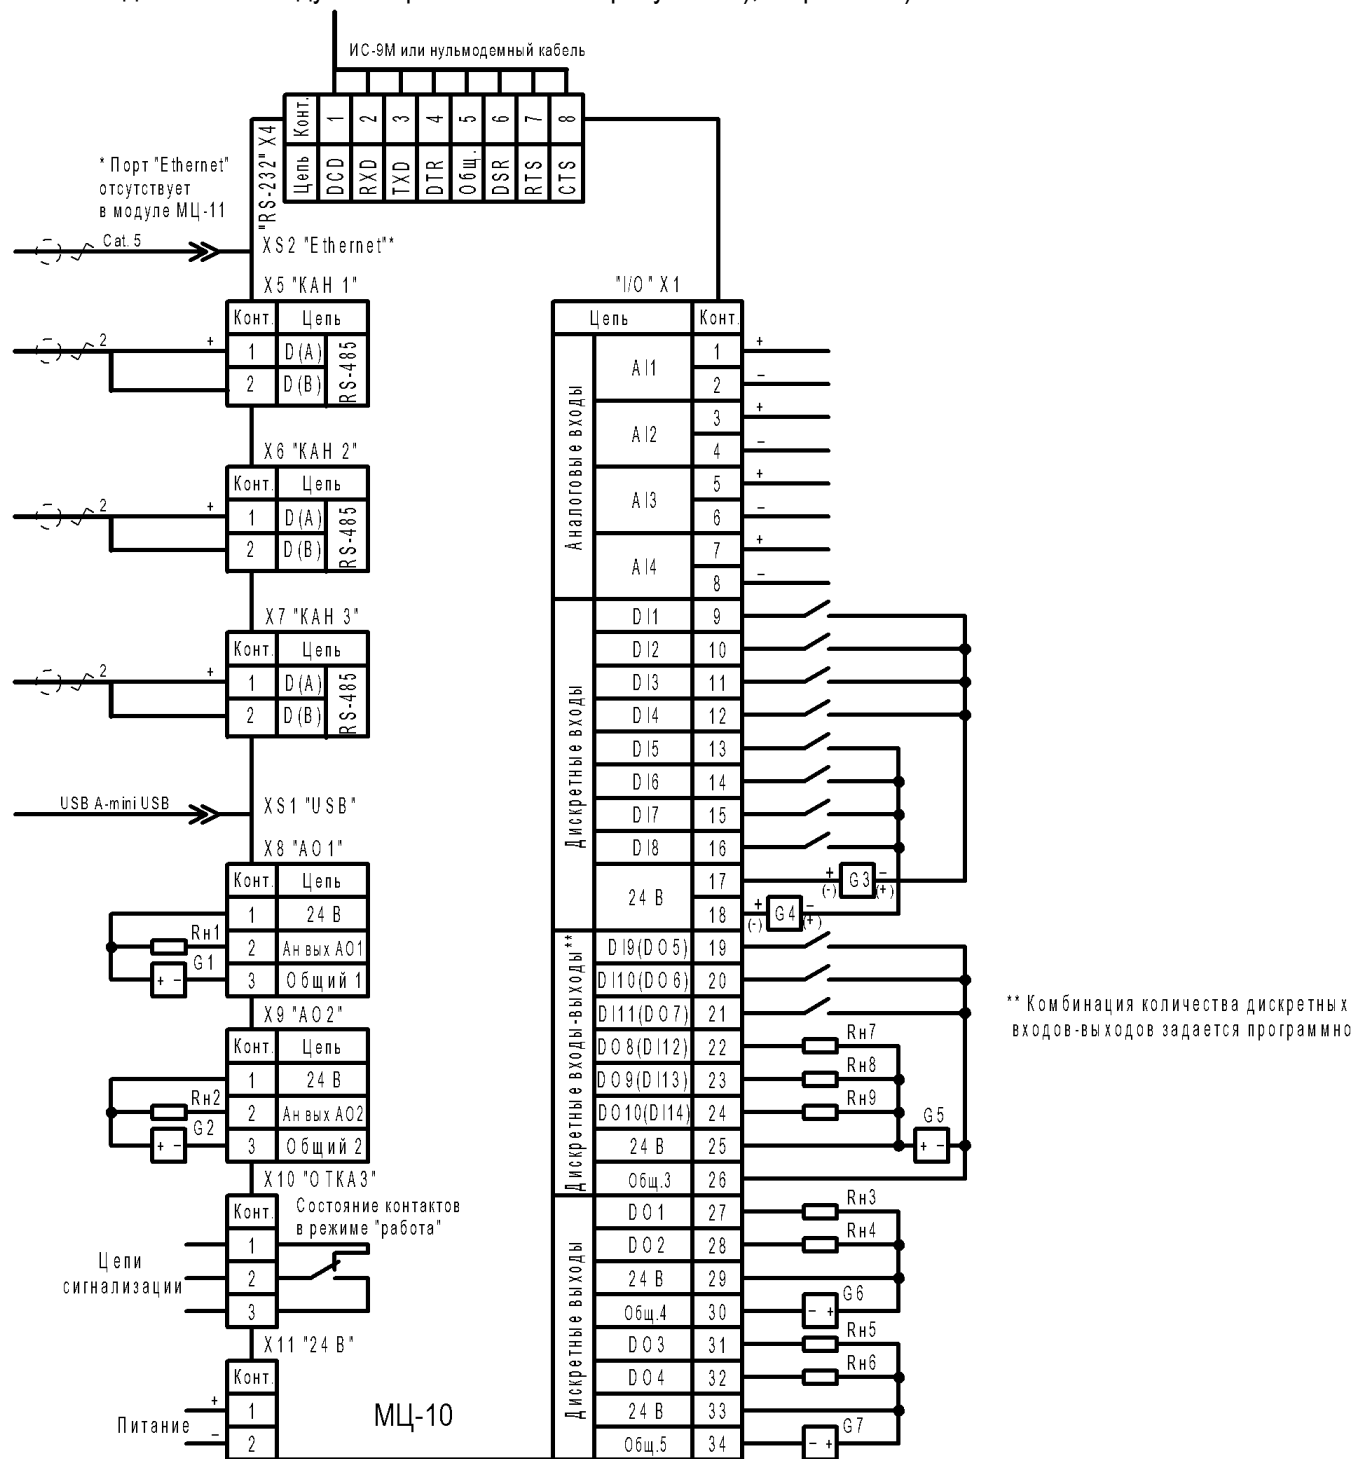 ИС-9М или нульмодемный кабель
"RS-232" X4
Конт. 1 2 3 4 5 6 7 8
Цепь DCD RXD TXD DTR Общ. DSR RTS CTS
* Порт "Ethernet"
отсутствует
в модуле МЦ-11
Cat. 5
XS2 "Ethernet"*
X5 "КАН 1"
Конт. Цепь
2 + 1 D(A)
2 D(B)
RS-485
X6 "КАН 2"
Конт. Цепь
2 + 1 D(A)
2 D(B)
RS-485
X7 "КАН 3"
Конт. Цепь
2 + 1 D(A)
2 D(B)
RS-485
USB A-mini USB
XS1 "USB"
X8 "АО1"
Конт. Цепь
1 24 В
Rн1 2 Ан вых АО1
G1 + − 3 Общий 1
X9 "АО2"
Конт. Цепь
1 24 В
Rн2 2 Ан вых АО2
G2 + − 3 Общий 2
X10 "ОТКАЗ"
Конт.
Состояние контактов
в режиме "работа"
Цепи
сигнализации
1
2
3
X11 "24 В"
Конт.
Питание
+ 1
− 2
МЦ-10
"I/O" X1
Цепь Конт.
Аналоговые входы
AI1 1 +
2 −
AI2 3 +
4 −
AI3 5 +
6 −
AI4 7 +
8 −
Дискретные входы
DI1 9
DI2 10
DI3 11
DI4 12
DI5 13
DI6 14
DI7 15
DI8 16
24 В 17 + (-) G3 − (+)
18 + (-) G4 − (+)
Дискретные входы-выходы**
DI9(DO5) 19
DI10(DO6) 20
DI11(DO7) 21
DO8(DI12) 22 Rн7
DO9(DI13) 23 Rн8
DO10(DI14) 24 Rн9
24 В 25 G5 + −
Общ.3 26
Дискретные выходы
DO1 27 Rн3
DO2 28 Rн4
24 В 29
Общ.4 30 − + G6
DO3 31 Rн5
DO4 32 Rн6
24 В 33
Общ.5 34 − + G7
** Комбинация количества дискретных
входов-выходов задается программно